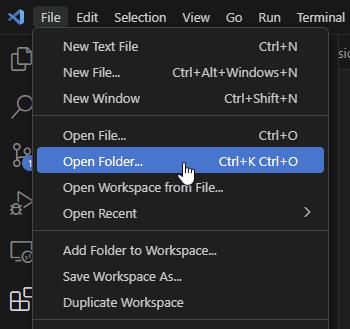 File Edit Selection View Go Run Terminal
New Text File Ctrl+N
New File... Ctrl+Alt+Windows+N
New Window Ctrl+Shift+N
Open File... Ctrl+O
Open Folder... Ctrl+K Ctrl+O
Open Workspace from File...
Open Recent
Add Folder to Workspace...
Save Workspace As...
Duplicate Workspace
1